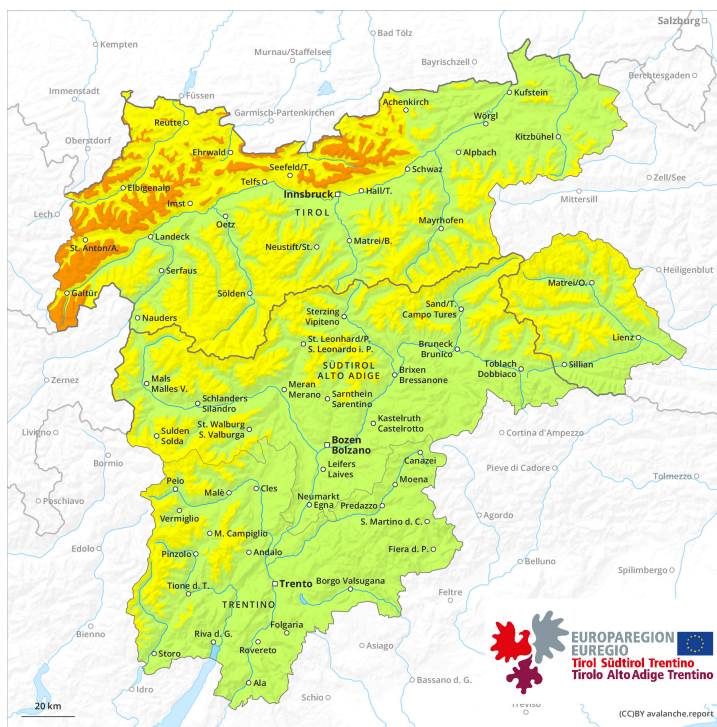 Salzburg
Kempten
Bad Tölz
Murnau/Staffelsee
Bayrischzell
Berchtesgaden
Immenstadt
Füssen
Garmisch-Partenkirchen
Achenkirch
Kufstein
Reutte
Wörgl
Oberstdorf
Ehrwald
Kitzbühel
Alpbach
Seefeld/T.
Schwaz
Telfs
Zell/See
Elbigenalp
Innsbruck
Hall/T.
Mittersill
Imst
Lech
TIROL
Oetz
Mayrhofen
Landeck
Neustift/St.
Matrei/B.
St. Anton/A.
Serfaus
Heiligenblut
Matrei/O.
Galtür
Sölden
Sand/T.
Campo Tures
Nauders
Sterzing
Vipiteno
Lienz
St. Leonhard/P.
S. Leonardo i. P.
Bruneck
Brunico
Toblach
Dobbiaco
Sillian
SÜDTIROL
ALTO ADIGE
Brixen
Bressanone
Zernez
Mals
Malles V.
Meran
Merano
Schlanders
Silandro
Sarnthein
Sarentino
St. Walburg
S. Valburga
Kastelruth
Castelrotto
Livigno
Sulden
Solda
Cortina d'Ampezzo
Bozen
Bolzano
Bormio
Canazei
Pieve di Cadore
Leifers
Laives
Tolmezzo
Peio
Moena
Malè
Cles
Poschiavo
Neumarkt
Egna
Predazzo
Vermiglio
Agordo
S. Martino d. C.
M. Campiglio
Edolo
Pinzolo
Andalo
Fiera d. P.
Belluno
Spilimbergo
Tione d. T.
Trento
Borgo Valsugana
Feltre
TRENTINO
Bienno
Folgaria
Riva d. G.
Rovereto
Asiago
Storo
Bassano d. G.
Idro
Ala
Schio
Treviso
EUROPAREGION
EUREGIO
Tirol Südtirol Trentino
Tirolo Alto Adige Trentino
20 km
(CC)BY avalanche.report